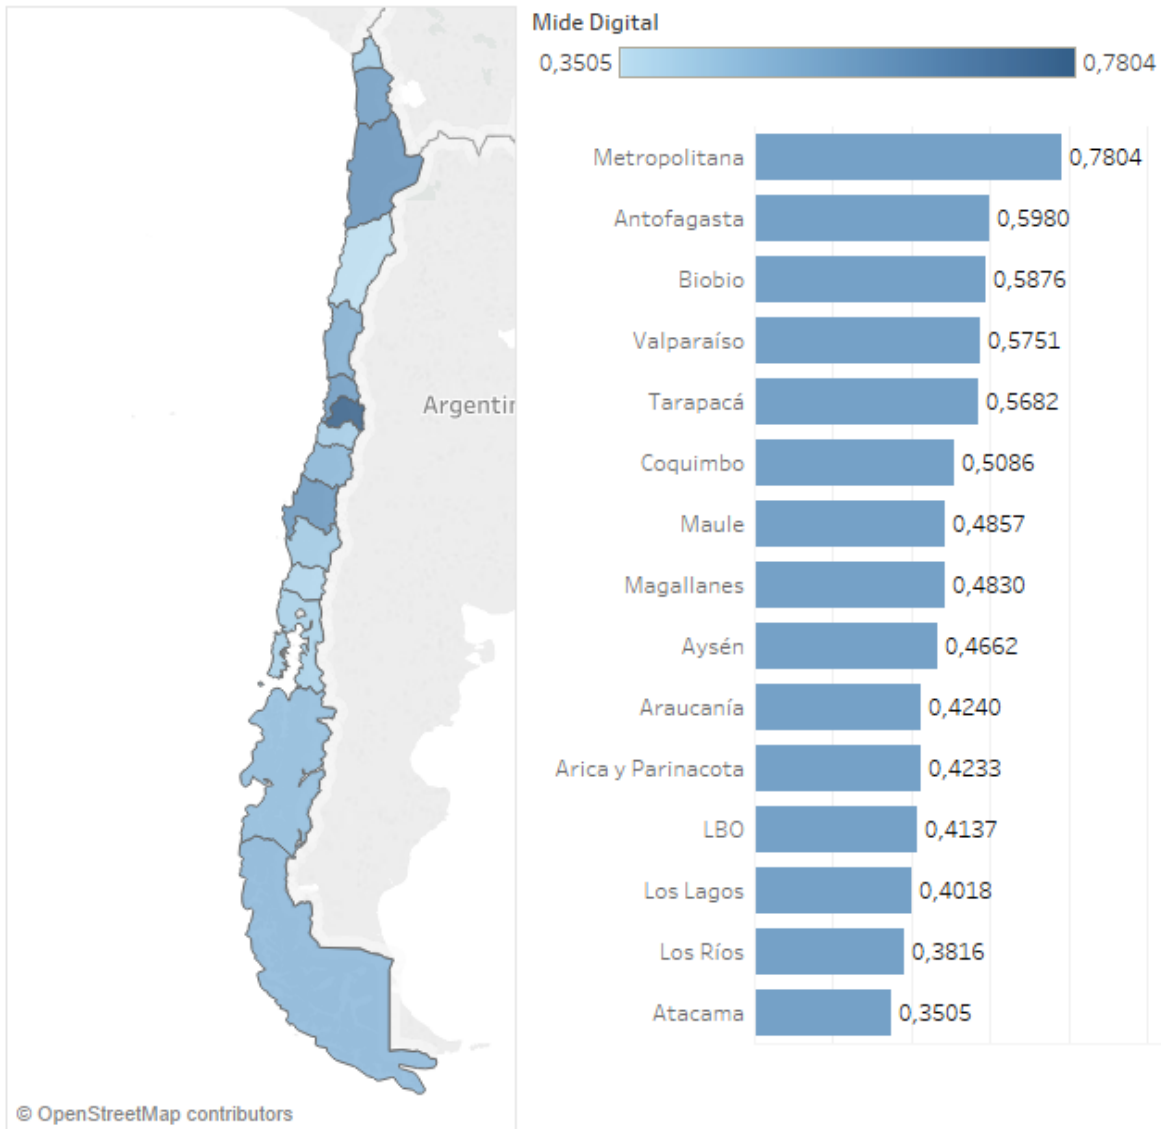 Mide Digital
0,3505 0,7804
Metropolitana 0,7804
Antofagasta 0,5980
Biobio 0,5876
Valparaíso 0,5751
Tarapacá 0,5682
Coquimbo 0,5086
Maule 0,4857
Magallanes 0,4830
Aysén 0,4662
Araucanía 0,4240
Arica y Parinacota 0,4233
LBO 0,4137
Los Lagos 0,4018
Los Ríos 0,3816
Atacama 0,3505
Argentin
© OpenStreetMap contributors